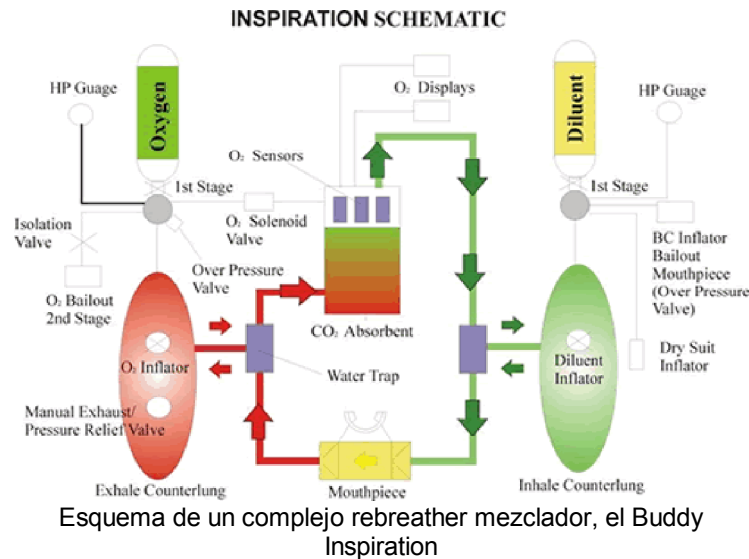 INSPIRATION SCHEMATIC
HP Guage
Oxygen
O₂ Displays
Diluent
HP Guage
O₂ Sensors
1st Stage
1st Stage
Isolation
Valve
O₂ Solenoid
Valve
Over Pressure
Valve
BC Inflator
Bailout
Mouthpiece
(Over Pressure
Valve)
O₂ Bailout
2nd Stage
CO₂ Absorbent
Dry Suit
Inflator
O₂ Inflator
Water Trap
Diluent
Inflator
Manual Exhaust/
Pressure Relief Valve
Exhale Counterlung
Mouthpiece
Inhale Counterlung
Esquema de un complejo rebreather mezclador, el Buddy
Inspiration